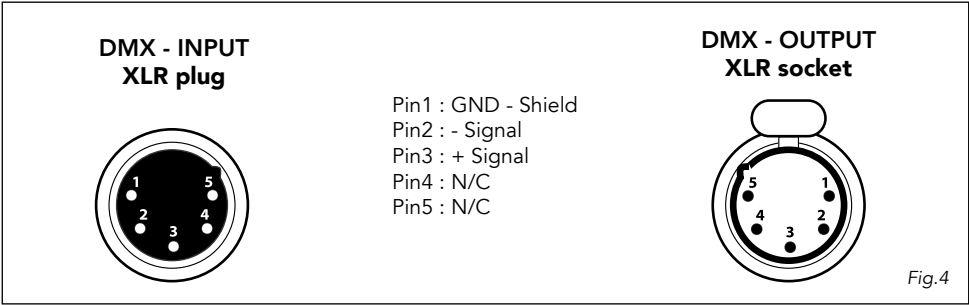 DMX - INPUT
XLR plug
DMX - OUTPUT
XLR socket
Pin1 : GND - Shield
Pin2 : - Signal
Pin3 : + Signal
Pin4 : N/C
Pin5 : N/C
1 5
2 4
3
5 1
4 2
3
Fig.4